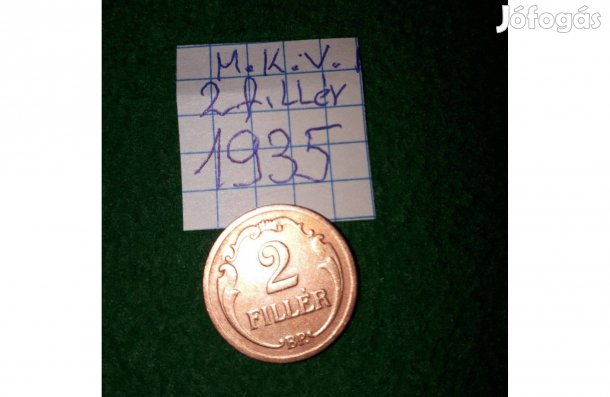 Jófogás
M.K.V.
2 fiLLér
1935
2
FILLÉR
BP.